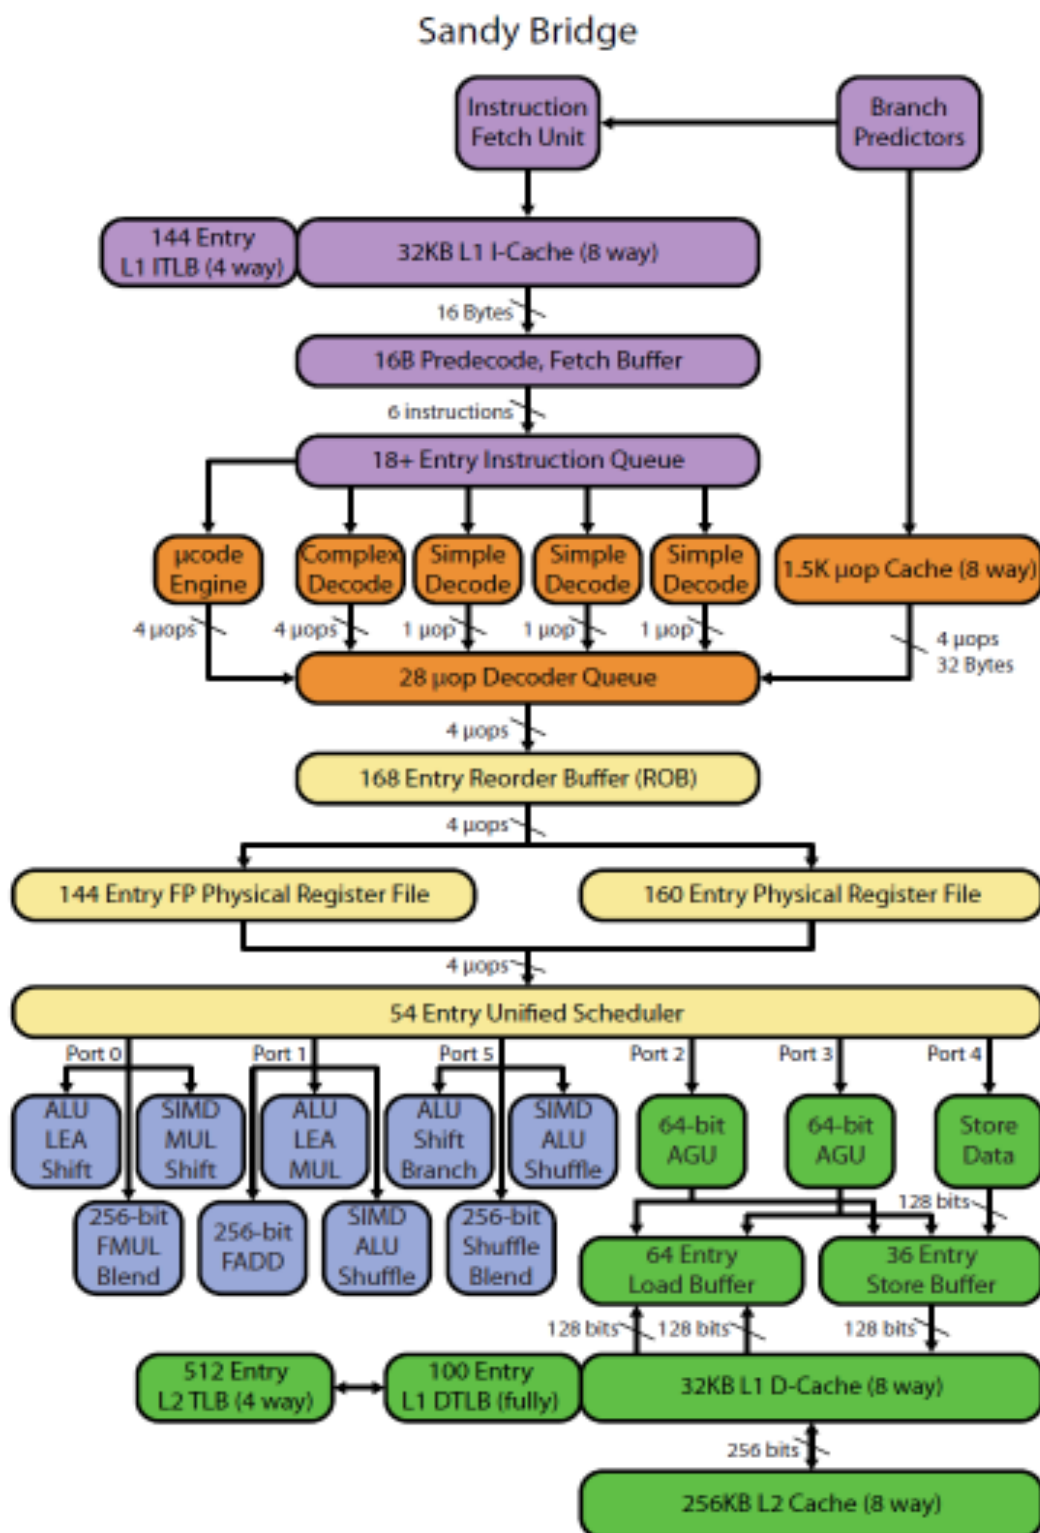 Sandy Bridge
Instruction
Fetch Unit
Branch
Predictors
144 Entry
L1 ITLB (4 way)
32KB L1 I-Cache (8 way)
16 Bytes
16B Predecode, Fetch Buffer
6 instructions
18+ Entry Instruction Queue
µcode
Engine
Complex
Decode
Simple
Decode
Simple
Decode
Simple
Decode
1.5K µop Cache (8 way)
4 µops
4 µops
1 µop
1 µop
1 µop
4 µops
32 Bytes
28 µop Decoder Queue
4 µops
168 Entry Reorder Buffer (ROB)
4 µops
144 Entry FP Physical Register File
160 Entry Physical Register File
4 µops
54 Entry Unified Scheduler
Port 0
Port 1
Port 5
Port 2
Port 3
Port 4
ALU
LEA
Shift
SIMD
MUL
Shift
ALU
LEA
MUL
ALU
Shift
Branch
SIMD
ALU
Shuffle
64-bit
AGU
64-bit
AGU
Store
Data
256-bit
FMUL
Blend
256-bit
FADD
SIMD
ALU
Shuffle
256-bit
Shuffle
Blend
128 bits
64 Entry
Load Buffer
36 Entry
Store Buffer
128 bits
128 bits
128 bits
512 Entry
L2 TLB (4 way)
100 Entry
L1 DTLB (fully)
32KB L1 D-Cache (8 way)
256 bits
256KB L2 Cache (8 way)